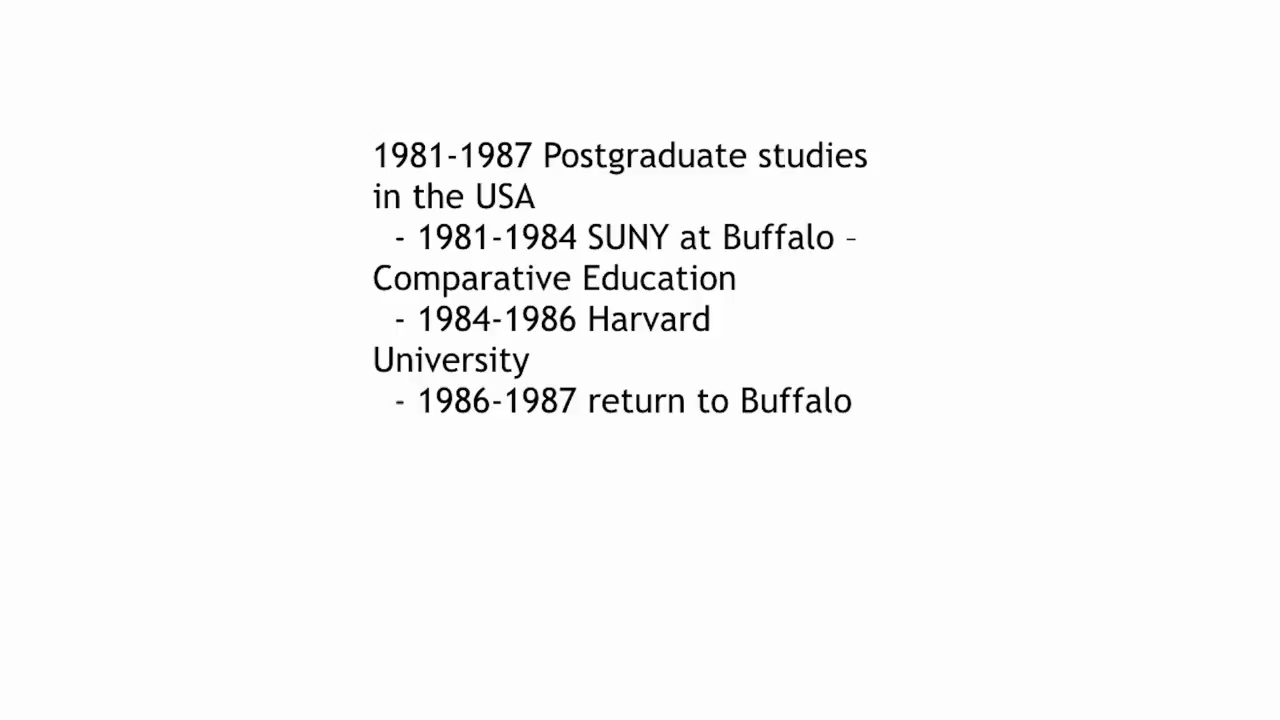 1981-1987 Postgraduate studies
in the USA
- 1981-1984 SUNY at Buffalo –
Comparative Education
- 1984-1986 Harvard
University
- 1986-1987 return to Buffalo